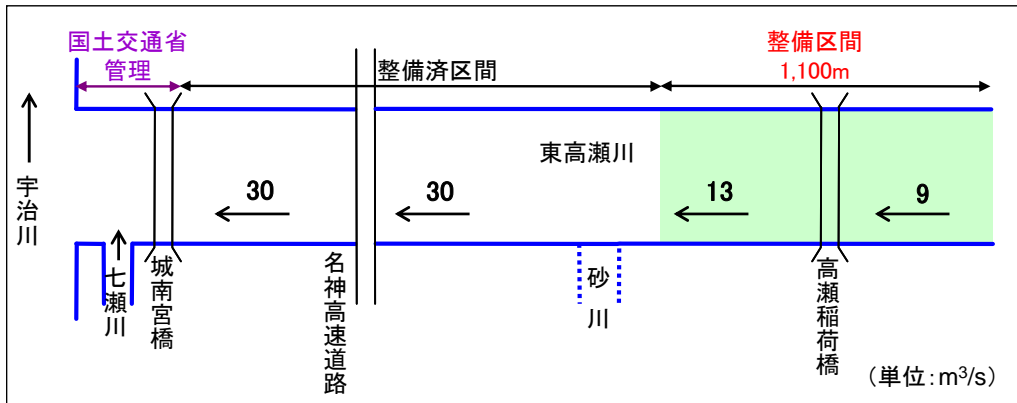 国土交通省
管理
整備済区間
整備区間
1,100m
宇治川
東高瀬川
30
30
13
9
七瀬川
城南宮橋
名神高速道路
砂川
高瀬稲荷橋
（単位：m³/s）